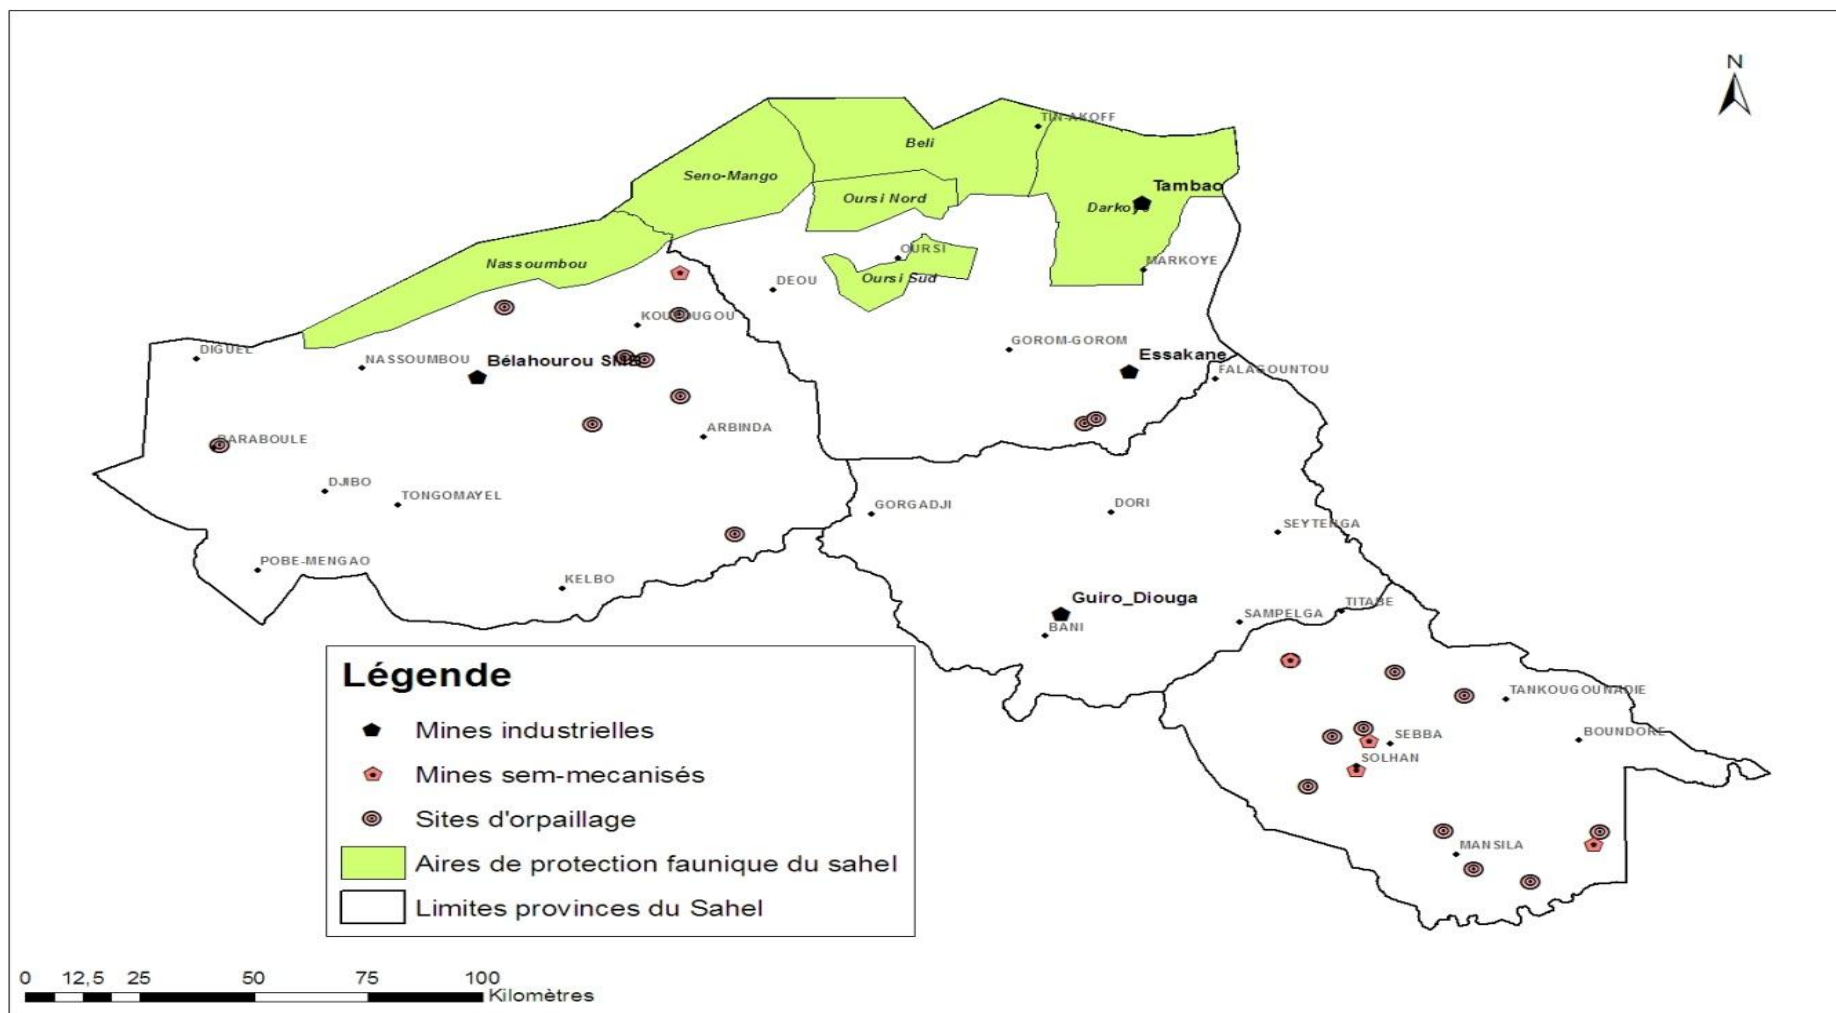 N
TIN-AKOFF
Beli
Seno-Mango
Tambao
Oursi Nord
Darkoye
OURSI
Nassoumbou
MARKOYE
DEOU
Oursi Sud
GOROM-GOROM
DIGUEL
NASSOUMBOU
Bélahourou
Essakane
FALAGOUNTOU
ARBINDA
BARABOULE
DJIBO
TONGOMAYEL
GORGADJI
DORI
SEYTENGA
POBE-MENGAO
KELBO
Guiro_Diouga
TITABE
SAMPELGA
BANI
TANKOUGOUNADIE
SEBBA
BOUNDORE
SOLHAN
MANSILA
Légende
Mines industrielles
Mines sem-mecanisés
Sites d'orpaillage
Aires de protection faunique du sahel
Limites provinces du Sahel
0 12,5 25 50 75 100
Kilomètres